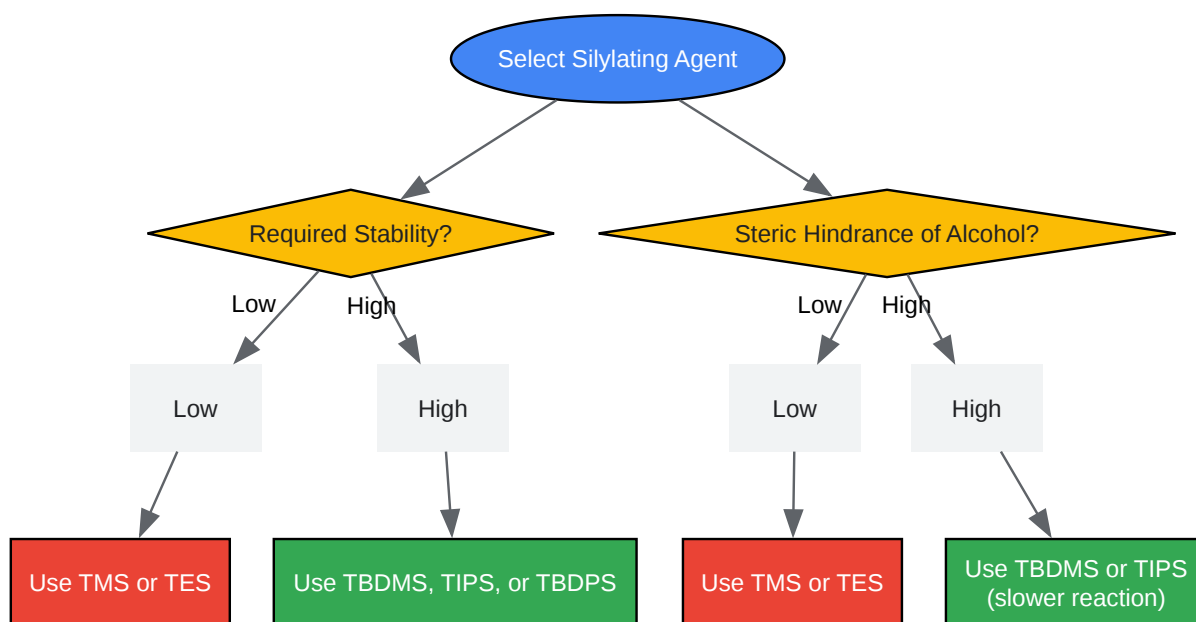 Select Silylating Agent
Required Stability?
Steric Hindrance of Alcohol?
Low
High
Low
High
Low
High
Low
High
Use TMS or TES
Use TBDMS, TIPS, or TBDPS
Use TMS or TES
Use TBDMS or TIPS
(slower reaction)